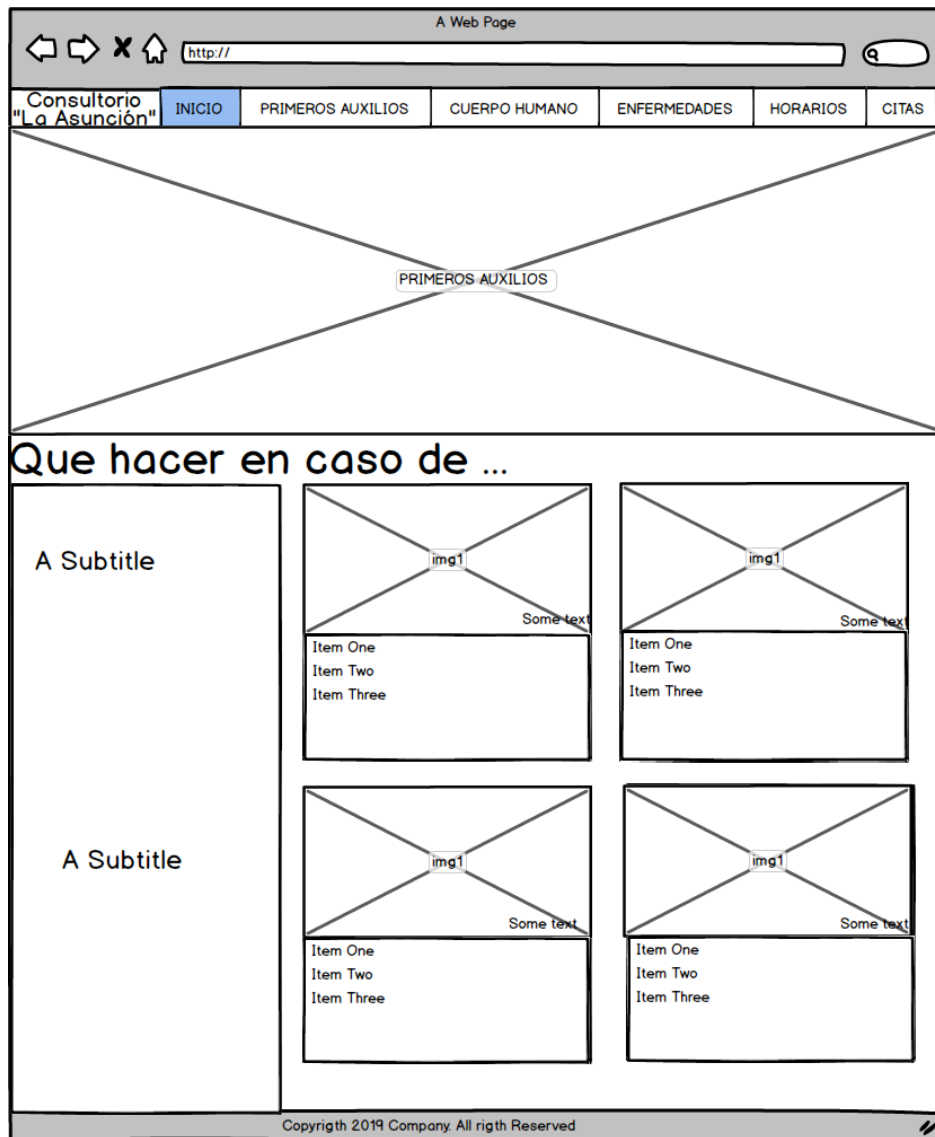 A Web Page
http://
Consultorio
"La Asunción"
INICIO
PRIMEROS AUXILIOS
CUERPO HUMANO
ENFERMEDADES
HORARIOS
CITAS
PRIMEROS AUXILIOS
Que hacer en caso de ...
A Subtitle
img1
Some text
Item One
Item Two
Item Three
img1
Some text
Item One
Item Two
Item Three
A Subtitle
img1
Some text
Item One
Item Two
Item Three
img1
Some text
Item One
Item Two
Item Three
Copyrigth 2019 Company. All rigth Reserved